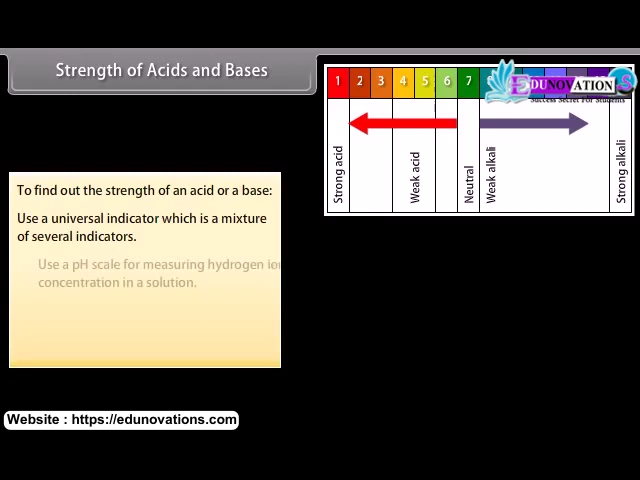 Strength of Acids and Bases
1 2 3 4 5 6 7
EDUNOVATIONS
Success Secret For Students
Strong acid
Weak acid
Neutral
Weak alkali
Strong alkali
To find out the strength of an acid or a base:
Use a universal indicator which is a mixture
of several indicators.
Use a pH scale for measuring hydrogen ion
concentration in a solution.
Website : https://edunovations.com